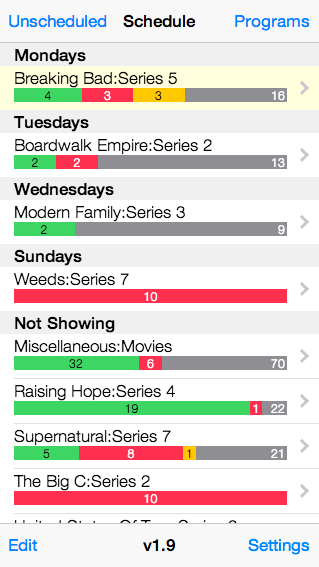 Unscheduled Schedule Programs
Mondays
Breaking Bad:Series 5
4 3 3 16
Tuesdays
Boardwalk Empire:Series 2
2 2 13
Wednesdays
Modern Family:Series 3
2 9
Sundays
Weeds:Series 7
10
Not Showing
Miscellaneous:Movies
32 6 70
Raising Hope:Series 4
19 1 22
Supernatural:Series 7
5 8 1 21
The Big C:Series 2
10
Edit v1.9 Settings